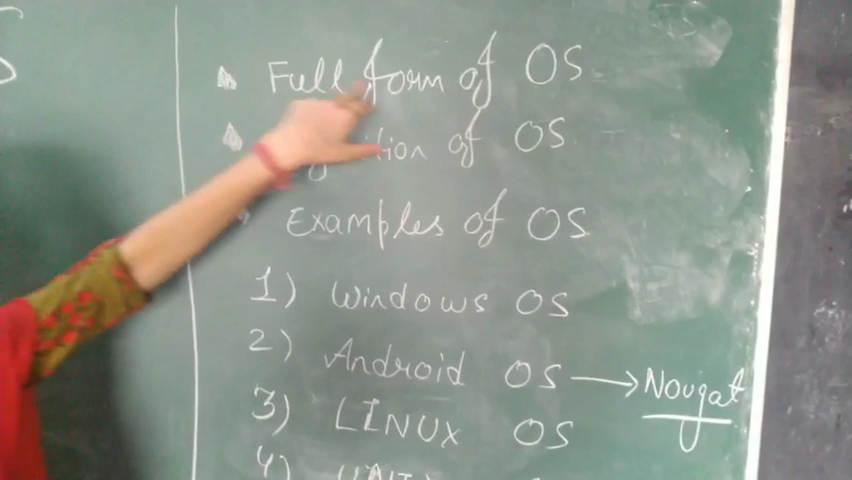 Full form of OS
of OS
Examples of OS
1) Windows OS
2) Android OS → Nougat
3) LINUX OS
4)